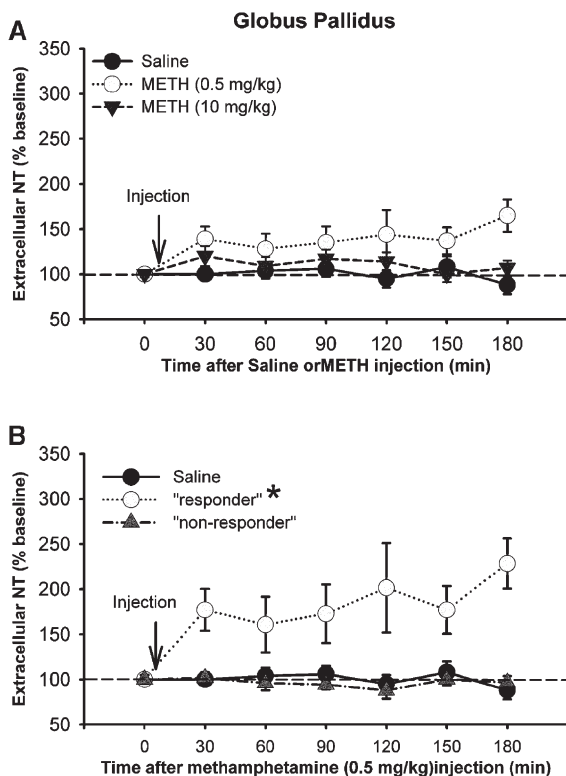 Globus Pallidus
A
Saline
METH (0.5 mg/kg)
METH (10 mg/kg)
Extracellular NT (% baseline)
350
300
250
200
150
100
50
Injection
0 30 60 90 120 150 180
Time after Saline orMETH injection (min)
B
Saline
"responder" *
"non-responder"
Extracellular NT (% baseline)
350
300
250
200
150
100
50
Injection
0 30 60 90 120 150 180
Time after methamphetamine (0.5 mg/kg)injection (min)